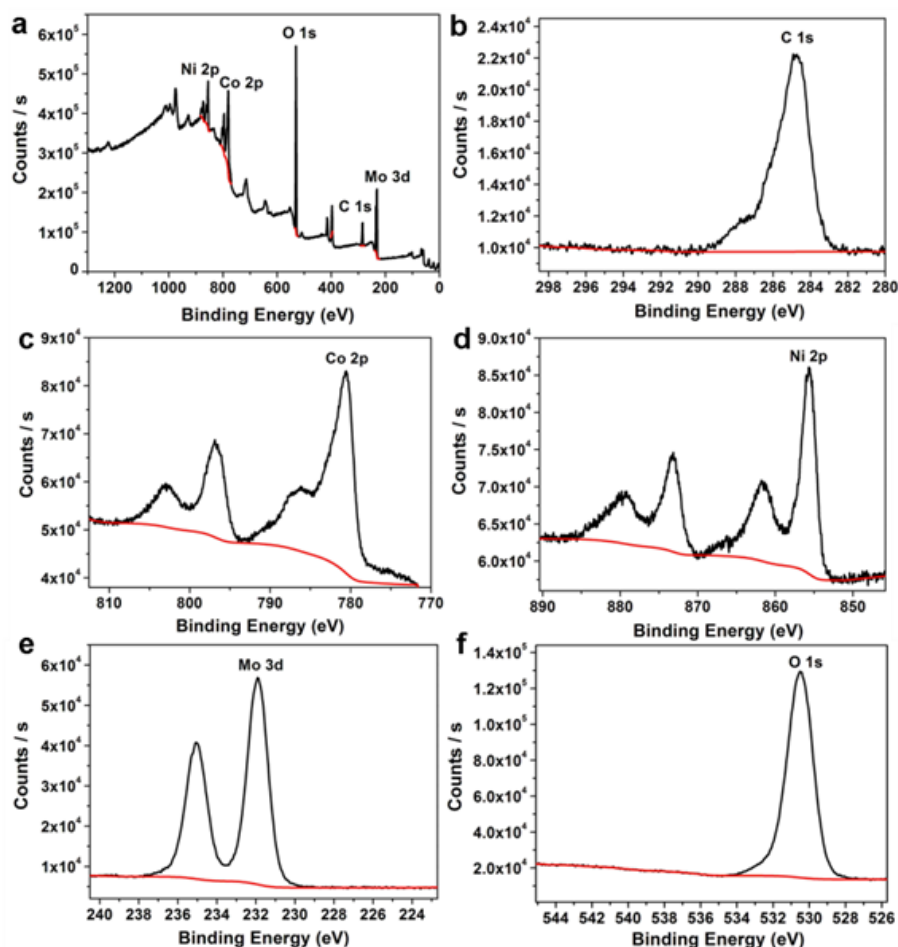 a
O 1s
Ni 2p
Co 2p
Mo 3d
C 1s
6x10⁵
5x10⁵
4x10⁵
3x10⁵
2x10⁵
1x10⁵
0
Counts / s
1200 1000 800 600 400 200 0
Binding Energy (eV)
b
C 1s
2.4x10⁴
2.2x10⁴
2.0x10⁴
1.8x10⁴
1.6x10⁴
1.4x10⁴
1.2x10⁴
1.0x10⁴
Counts / s
298 296 294 292 290 288 286 284 282 280
Binding Energy (eV)
c
Co 2p
9x10⁴
8x10⁴
7x10⁴
6x10⁴
5x10⁴
4x10⁴
Counts / s
810 800 790 780 770
Binding Energy (eV)
d
Ni 2p
9.0x10⁴
8.5x10⁴
7.5x10⁴
7.0x10⁴
6.5x10⁴
6.0x10⁴
Counts / s
890 880 870 860 850
Binding Energy (eV)
e
Mo 3d
6x10⁴
5x10⁴
4x10⁴
3x10⁴
2x10⁴
1x10⁴
Counts / s
240 238 236 234 232 230 228 226 224
Binding Energy (eV)
f
O 1s
1.4x10⁵
1.2x10⁵
1.0x10⁵
8.0x10⁴
6.0x10⁴
4.0x10⁴
2.0x10⁴
Counts / s
544 542 540 538 536 534 532 530 528 526
Binding Energy (eV)